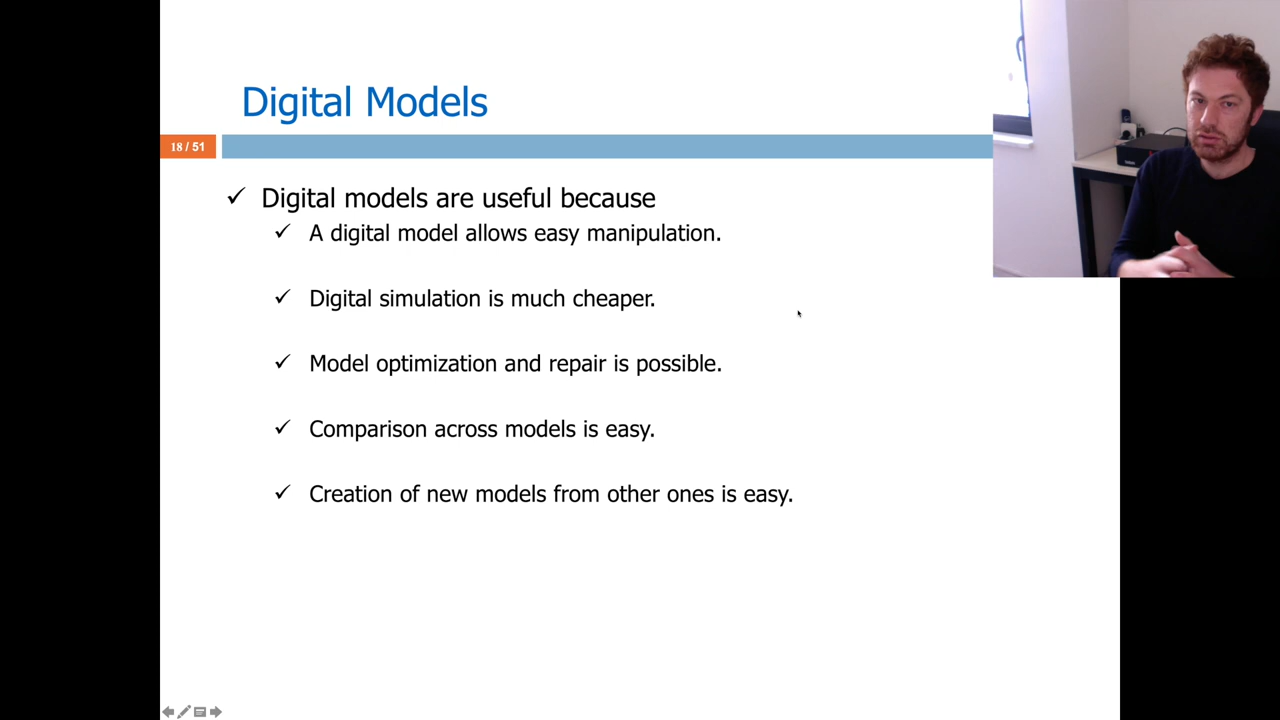 Digital Models
18 / 51
✓ Digital models are useful because
✓ A digital model allows easy manipulation.
✓ Digital simulation is much cheaper.
✓ Model optimization and repair is possible.
✓ Comparison across models is easy.
✓ Creation of new models from other ones is easy.